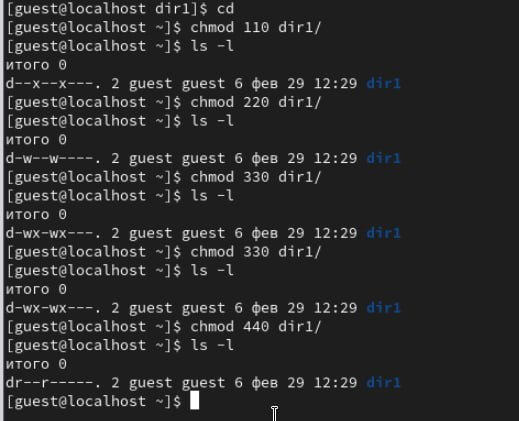 [guest@localhost dir1]$ cd
[guest@localhost ~]$ chmod 110 dir1/
[guest@localhost ~]$ ls -l
итого 0
d--x--x---. 2 guest guest 6 фев 29 12:29 dir1
[guest@localhost ~]$ chmod 220 dir1/
[guest@localhost ~]$ ls -l
итого 0
d-w--w----. 2 guest guest 6 фев 29 12:29 dir1
[guest@localhost ~]$ chmod 330 dir1/
[guest@localhost ~]$ ls -l
итого 0
d-wx-wx---. 2 guest guest 6 фев 29 12:29 dir1
[guest@localhost ~]$ chmod 330 dir1/
[guest@localhost ~]$ ls -l
итого 0
d-wx-wx---. 2 guest guest 6 фев 29 12:29 dir1
[guest@localhost ~]$ chmod 440 dir1/
[guest@localhost ~]$ ls -l
итого 0
dr--r-----. 2 guest guest 6 фев 29 12:29 dir1
[guest@localhost ~]$